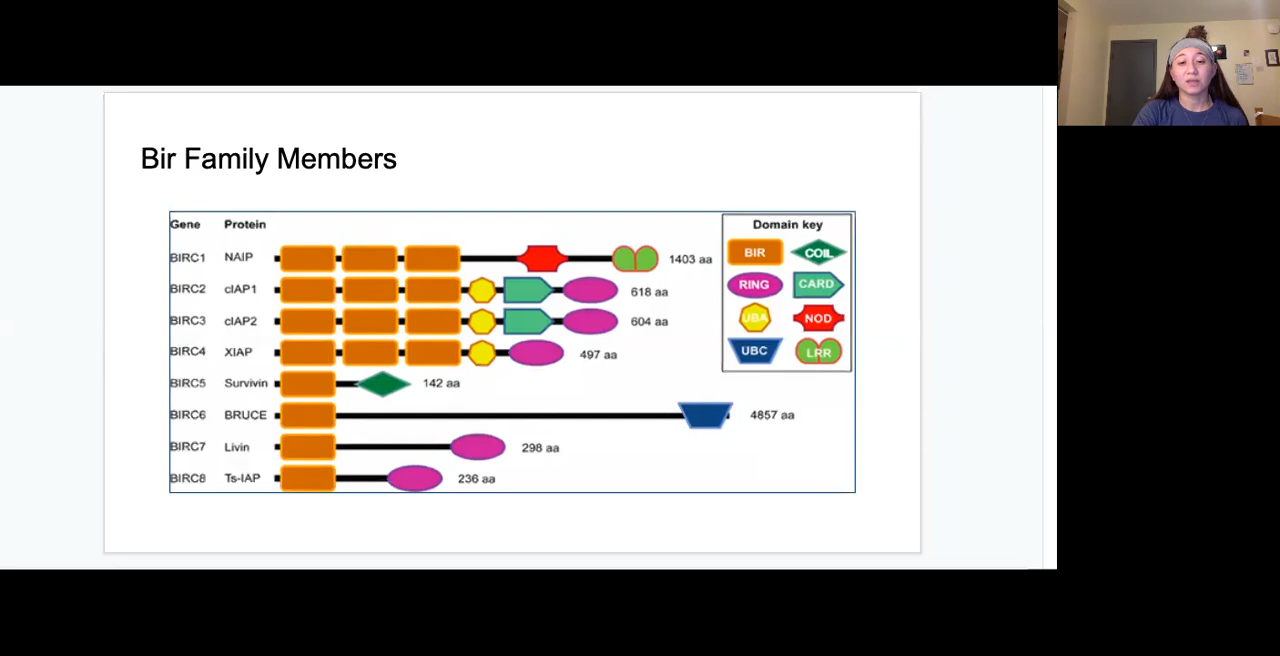 Bir Family Members
Gene Protein
BIRC1 NAIP 1403 aa
BIRC2 cIAP1 618 aa
BIRC3 cIAP2 604 aa
BIRC4 XIAP 497 aa
BIRC5 Survivin 142 aa
BIRC6 BRUCE 4857 aa
BIRC7 Livin 298 aa
BIRC8 Ts-IAP 236 aa
Domain key
BIR COIL
RING CARD
UBA NOD
UBC LRR